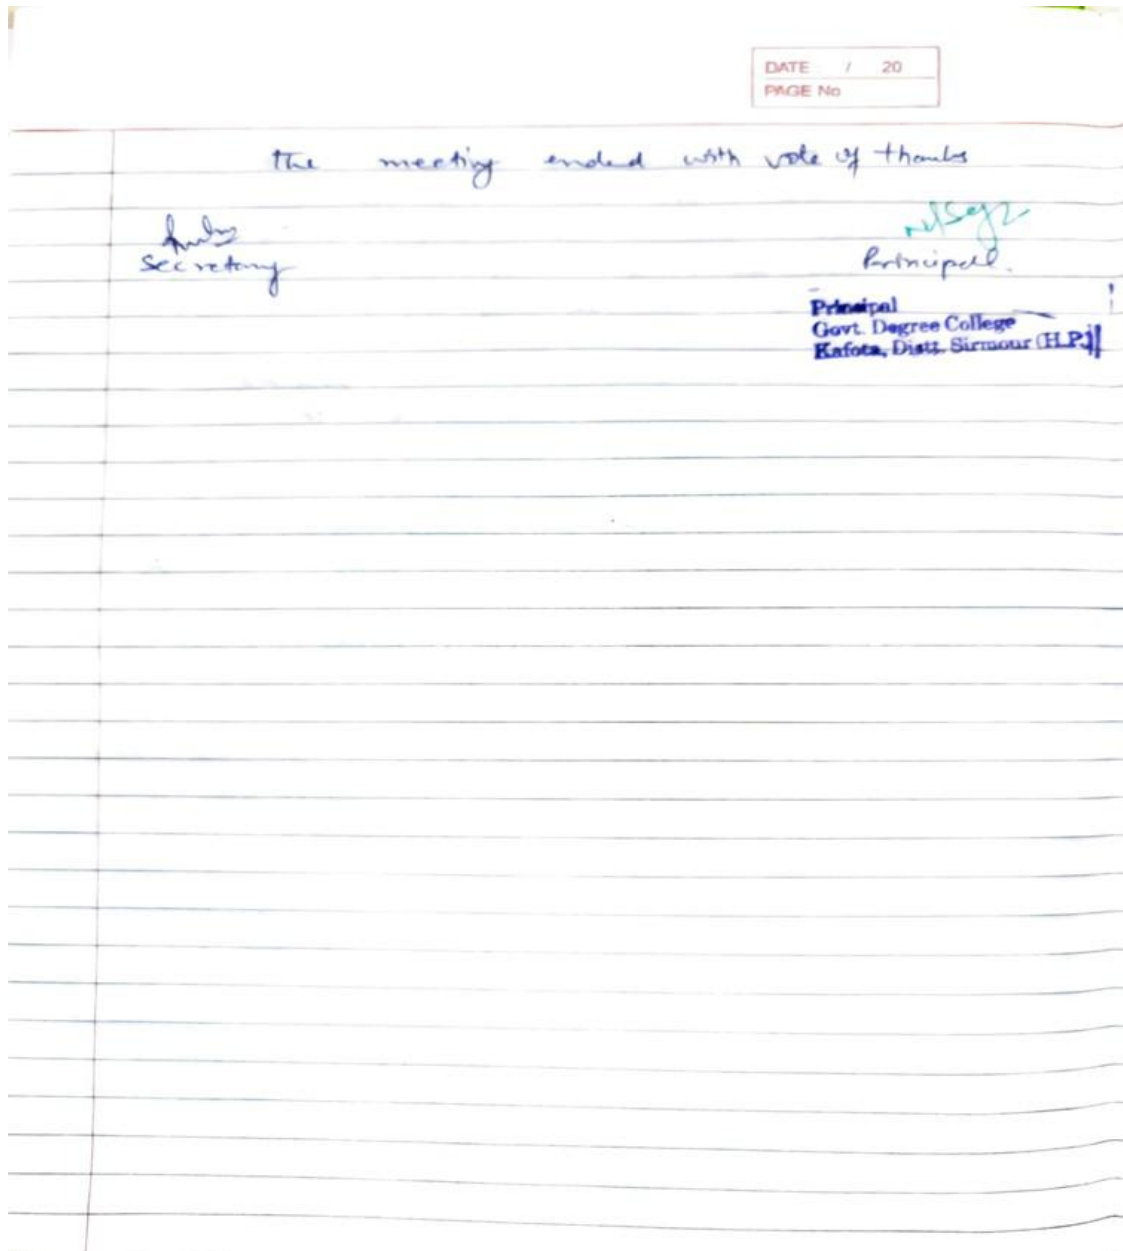 DATE / 20
PAGE No
the meeting ended with vote of thanks
Secretary
Principal.
Principal
Govt. Degree College
Kafota, Distt. Sirmour (H.P.)